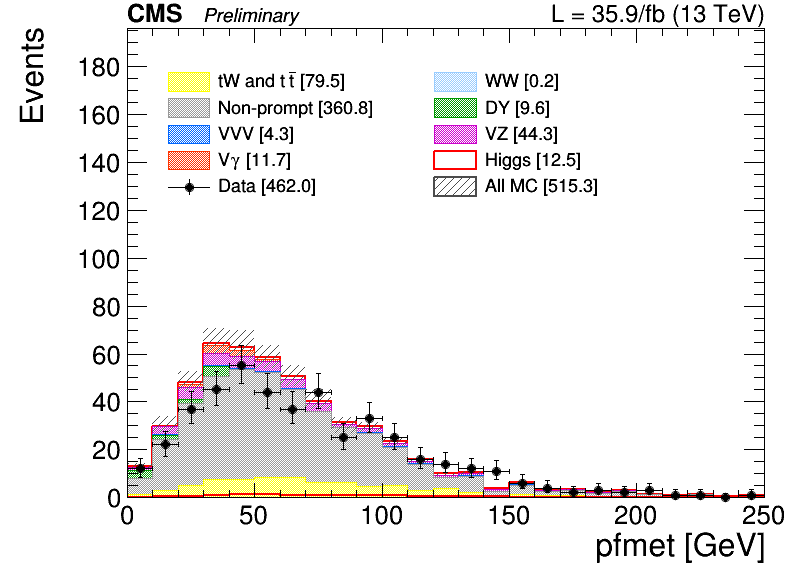 CMS Preliminary L = 35.9/fb (13 TeV)
Events
180
160
140
120
100
80
60
40
20
0
tW and t t̅ [79.5]
Non-prompt [360.8]
VVV [4.3]
Vγ [11.7]
Data [462.0]
WW [0.2]
DY [9.6]
VZ [44.3]
Higgs [12.5]
All MC [515.3]
0 50 100 150 200 250
pfmet [GeV]